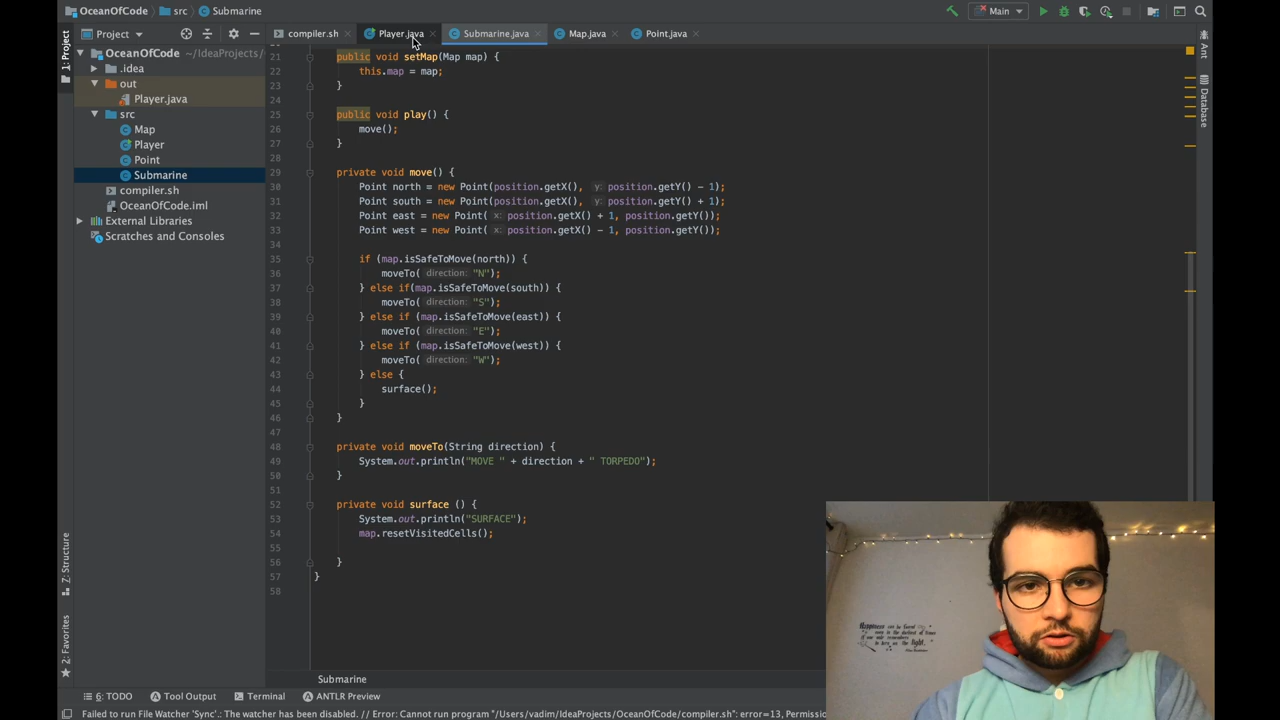 OceanOfCode
src
Submarine
Main
1: Project
Project
compiler.sh
Player.java
Submarine.java
Map.java
Point.java
OceanOfCode ~/IdeaProjects/
.idea
out
Player.java
src
Map
Player
Point
Submarine
compiler.sh
OceanOfCode.iml
External Libraries
Scratches and Consoles
21 public void setMap(Map map) {
22 this.map = map;
23 }
24
25 public void play() {
26 move();
27 }
28
29 private void move() {
30 Point north = new Point(position.getX(), y: position.getY() - 1);
31 Point south = new Point(position.getX(), y: position.getY() + 1);
32 Point east = new Point( x: position.getX() + 1, position.getY());
33 Point west = new Point( x: position.getX() - 1, position.getY());
34
35 if (map.isSafeToMove(north)) {
36 moveTo( direction: "N");
37 } else if(map.isSafeToMove(south)) {
38 moveTo( direction: "S");
39 } else if (map.isSafeToMove(east)) {
40 moveTo( direction: "E");
41 } else if (map.isSafeToMove(west)) {
42 moveTo( direction: "W");
43 } else {
44 surface();
45 }
46 }
47
48 private void moveTo(String direction) {
49 System.out.println("MOVE " + direction + " TORPEDO");
50 }
51
52 private void surface () {
53 System.out.println("SURFACE");
54 map.resetVisitedCells();
55
56 }
57 }
58
Ant
Database
Z: Structure
2: Favorites
Submarine
6: TODO
Tool Output
Terminal
ANTLR Preview
Failed to run File Watcher 'Sync'.: The watcher has been disabled. // Error: Cannot run program "/Users/vadim/IdeaProjects/OceanOfCode/compiler.sh": error=13, Permissio